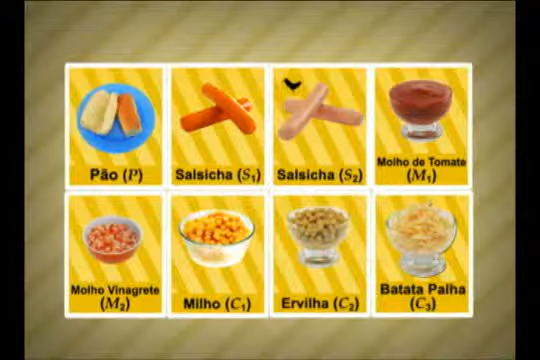 Pão (P)
Salsicha (S₁)
Salsicha (S₂)
Molho de Tomate
(M₁)
Molho Vinagrete
(M₂)
Milho (C₁)
Ervilha (C₂)
Batata Palha
(C₃)